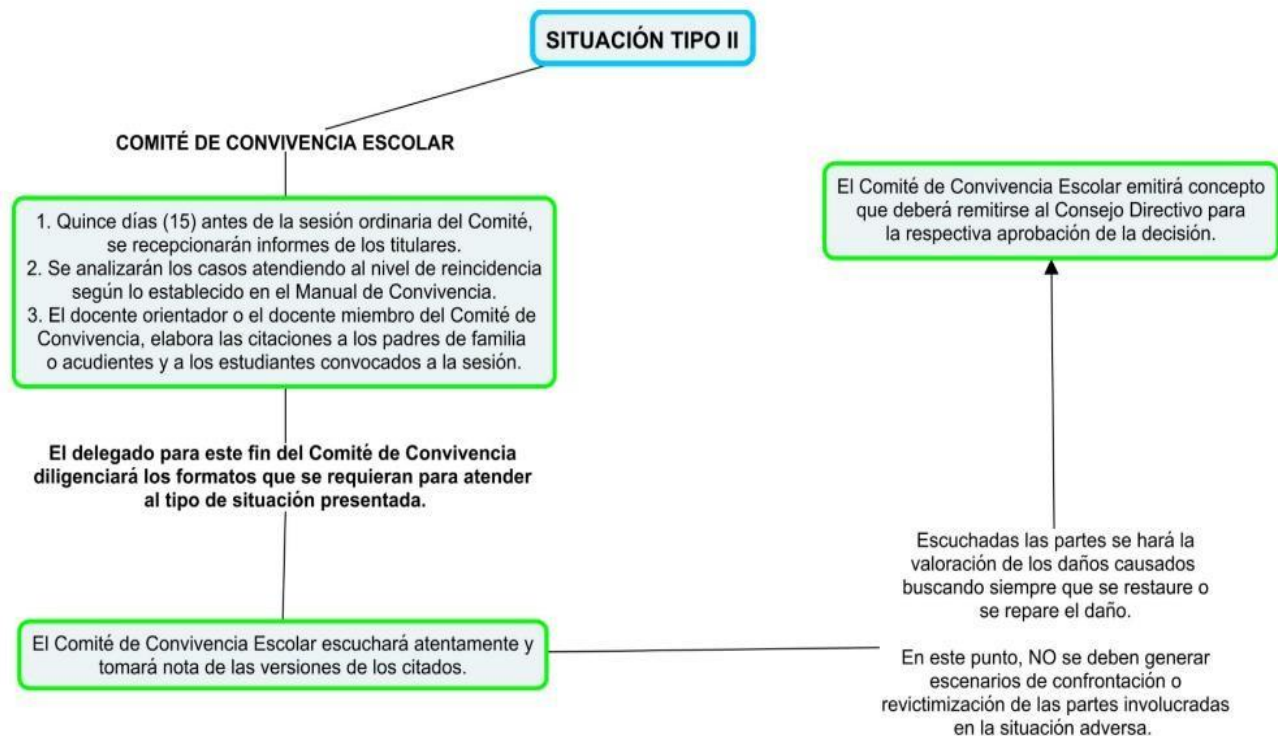 SITUACIÓN TIPO II
COMITÉ DE CONVIVENCIA ESCOLAR
1. Quince días (15) antes de la sesión ordinaria del Comité,
se recepcionarán informes de los titulares.
2. Se analizarán los casos atendiendo al nivel de reincidencia
según lo establecido en el Manual de Convivencia.
3. El docente orientador o el docente miembro del Comité de
Convivencia, elabora las citaciones a los padres de familia
o acudientes y a los estudiantes convocados a la sesión.
El delegado para este fin del Comité de Convivencia
diligenciará los formatos que se requieran para atender
al tipo de situación presentada.
El Comité de Convivencia Escolar escuchará atentamente y
tomará nota de las versiones de los citados.
Escuchadas las partes se hará la
valoración de los daños causados
buscando siempre que se restaure o
se repare el daño.
En este punto, NO se deben generar
escenarios de confrontación o
revictimización de las partes involucradas
en la situación adversa.
El Comité de Convivencia Escolar emitirá concepto
que deberá remitirse al Consejo Directivo para
la respectiva aprobación de la decisión.